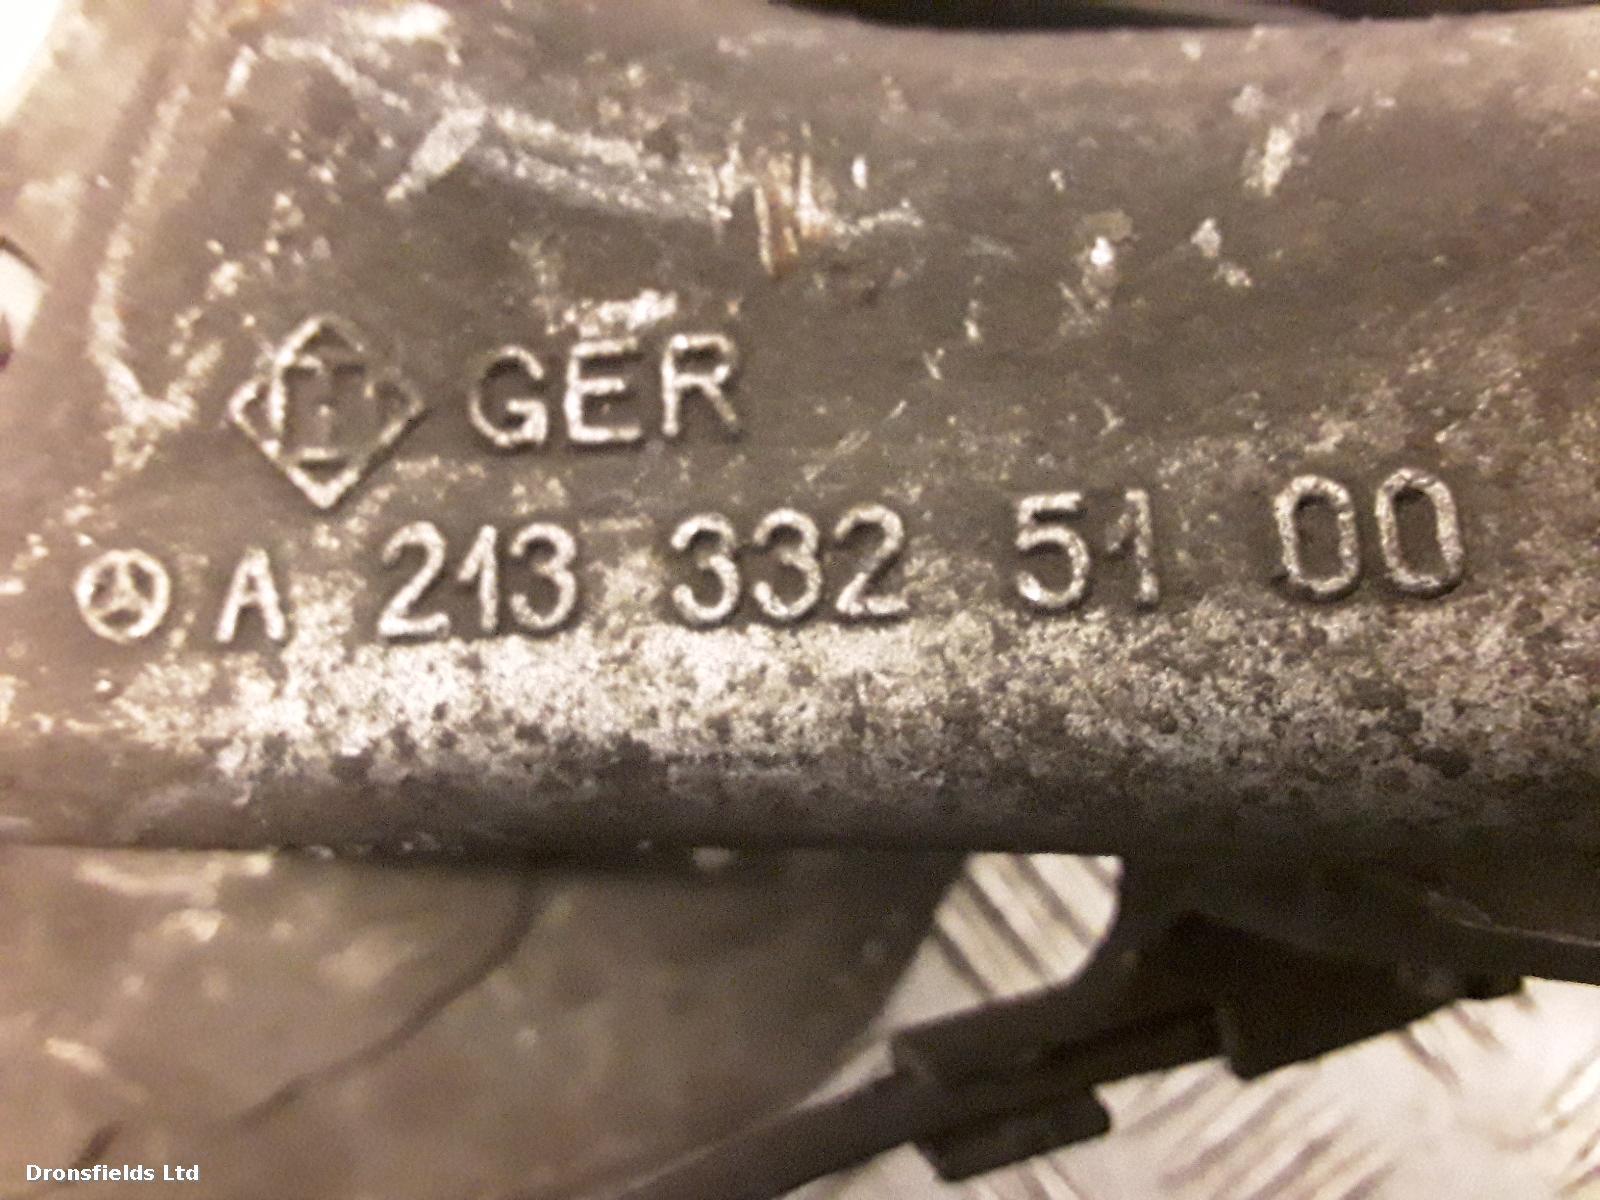 GER
A 213 332 51 00
Dronsfields Ltd